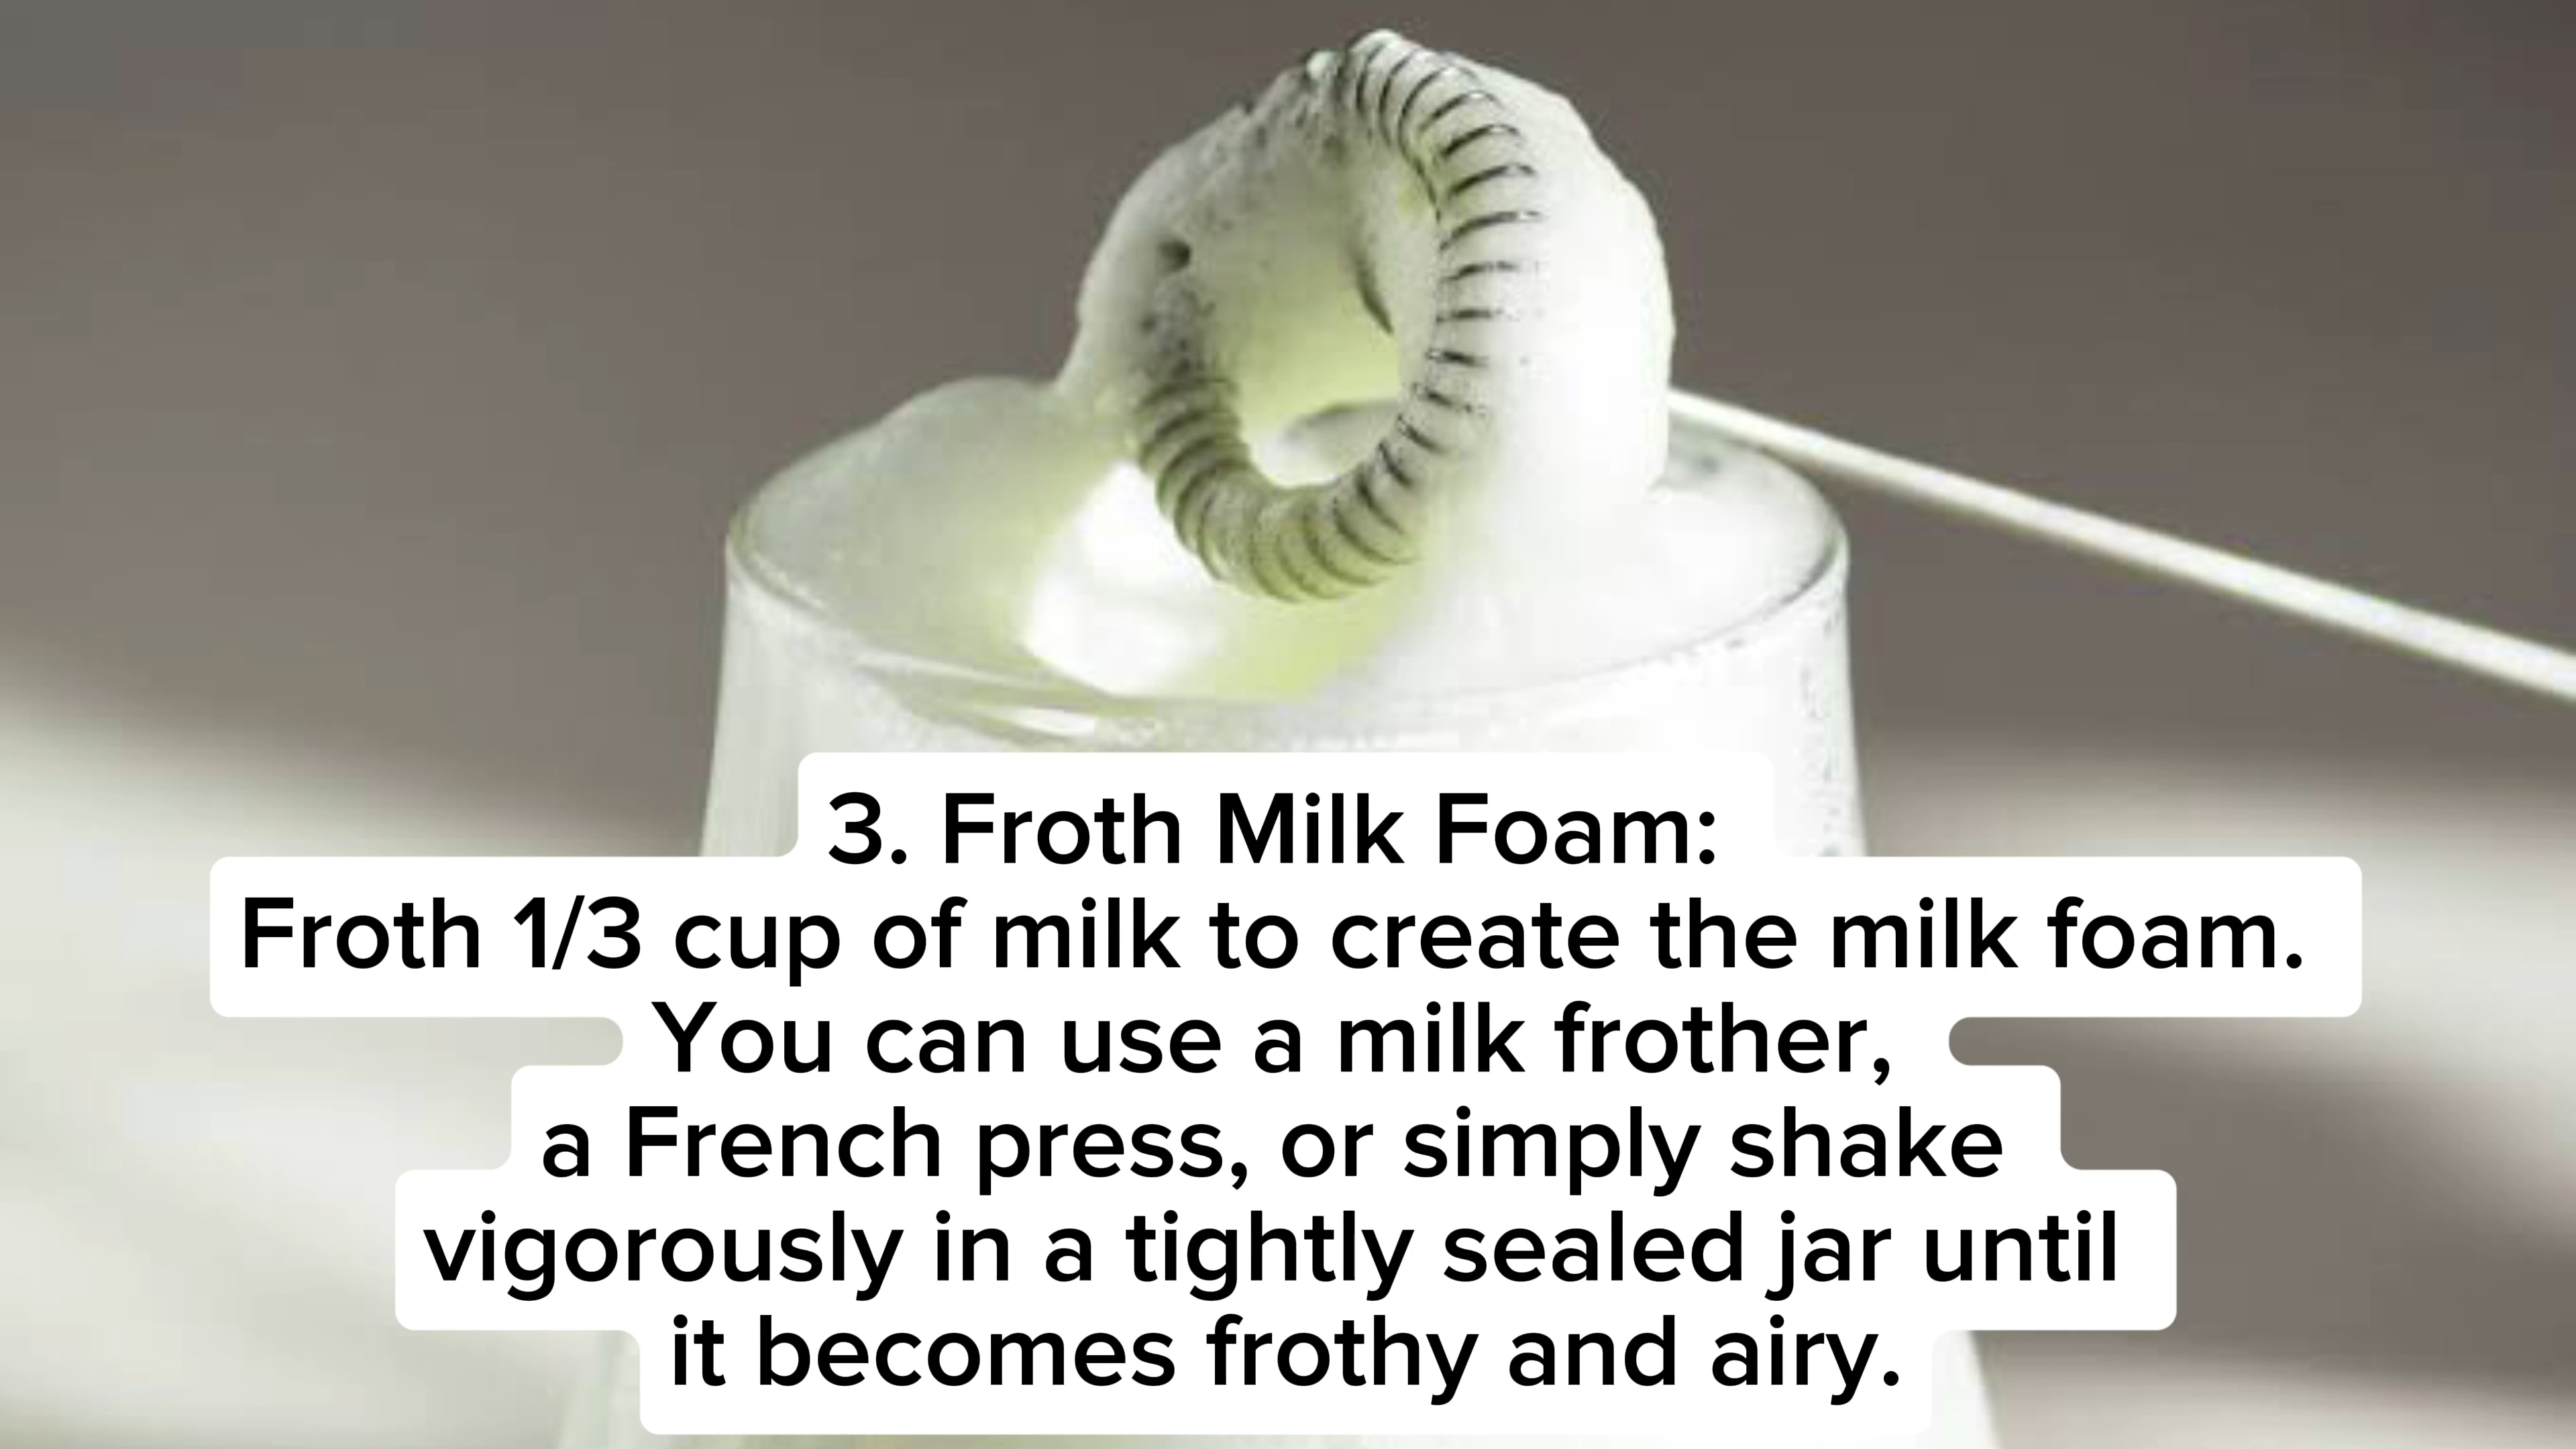 3. Froth Milk Foam:
Froth 1/3 cup of milk to create the milk foam.
You can use a milk frother,
a French press, or simply shake
vigorously in a tightly sealed jar until
it becomes frothy and airy.